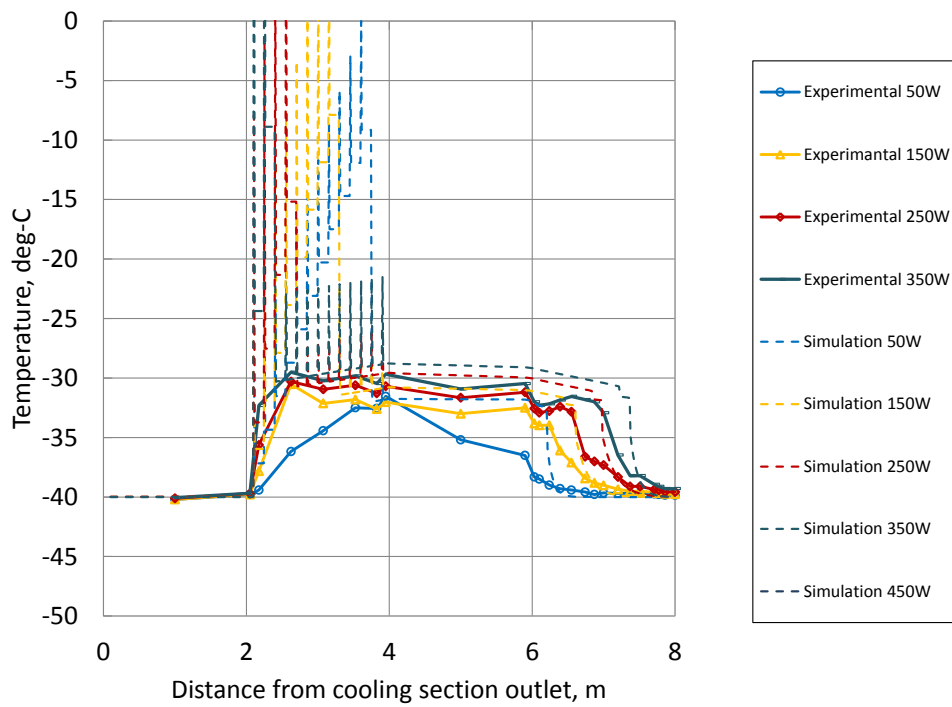 -0
-5
-10
-15
-20
-25
-30
-35
-40
-45
-50
Temperature, deg-C
0 2 4 6 8
Distance from cooling section outlet, m
Experimental 50W
Experimantal 150W
Experimental 250W
Experimental 350W
Simulation 50W
Simulation 150W
Simulation 250W
Simulation 350W
Simulation 450W